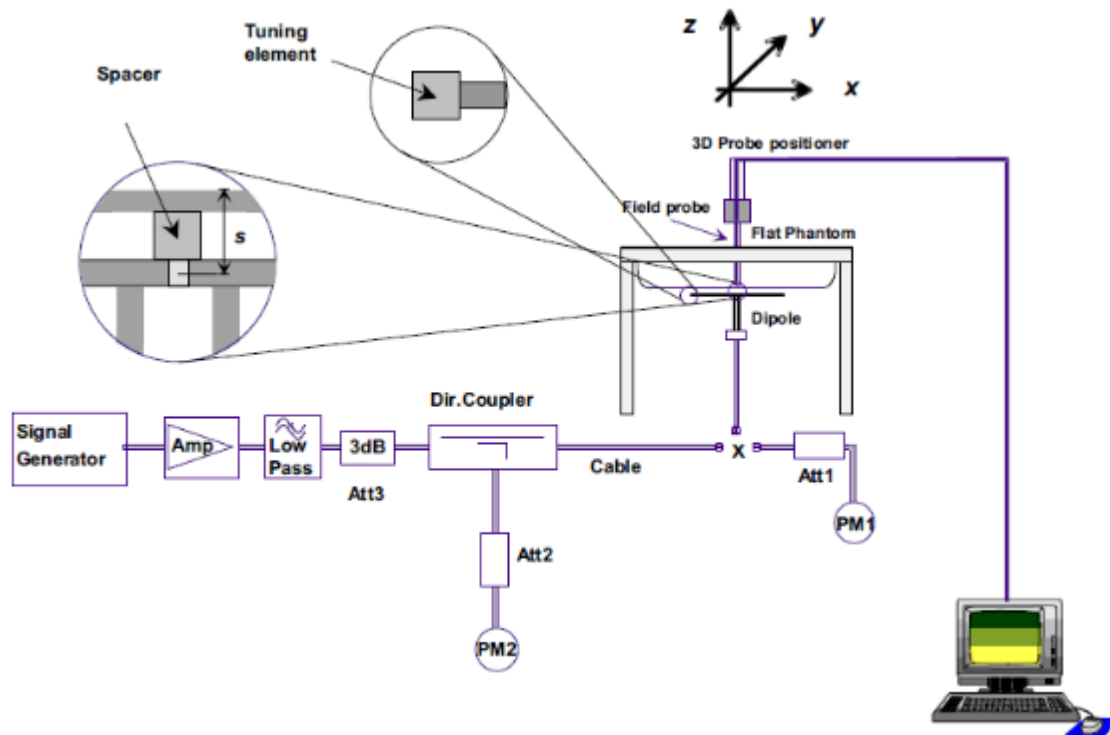 Tuning
element
Spacer
s
z
y
x
3D Probe positioner
Field probe
Flat Phantom
Dipole
Dir.Coupler
Signal
Generator
Amp
Low
Pass
3dB
Att3
Cable
X
Att1
PM1
Att2
PM2